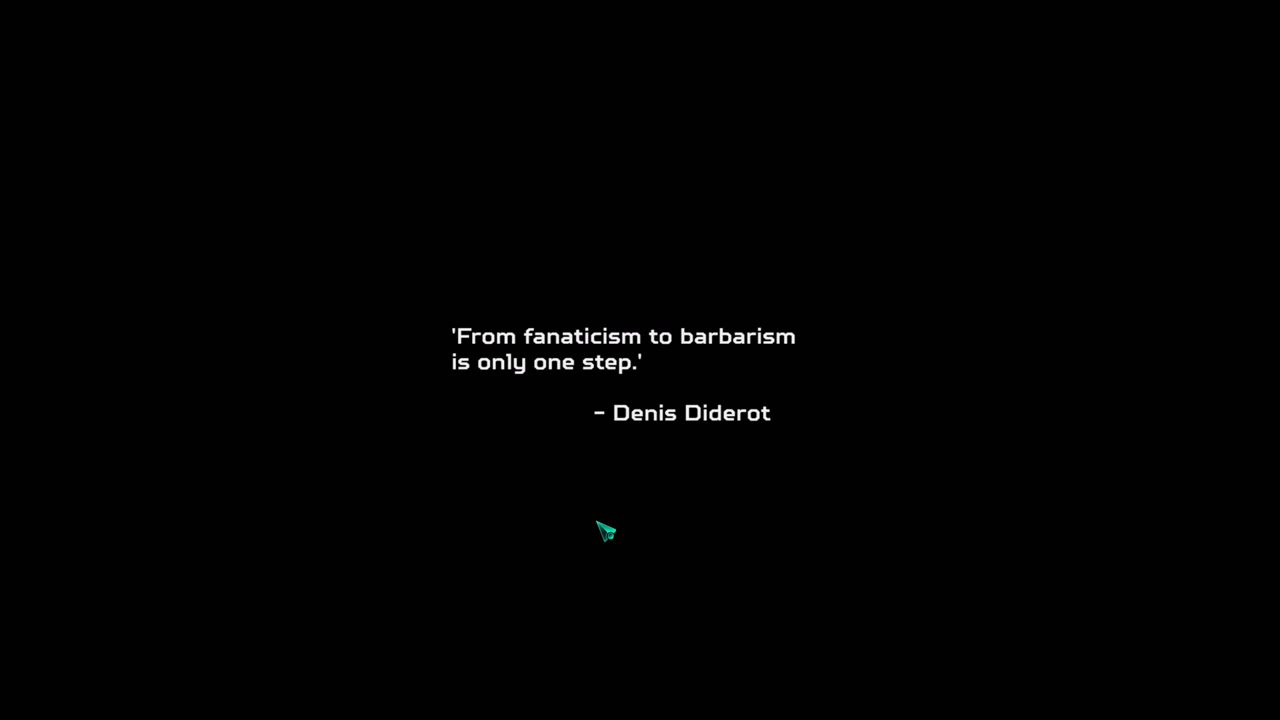 'From fanaticism to barbarism
is only one step.'
- Denis Diderot